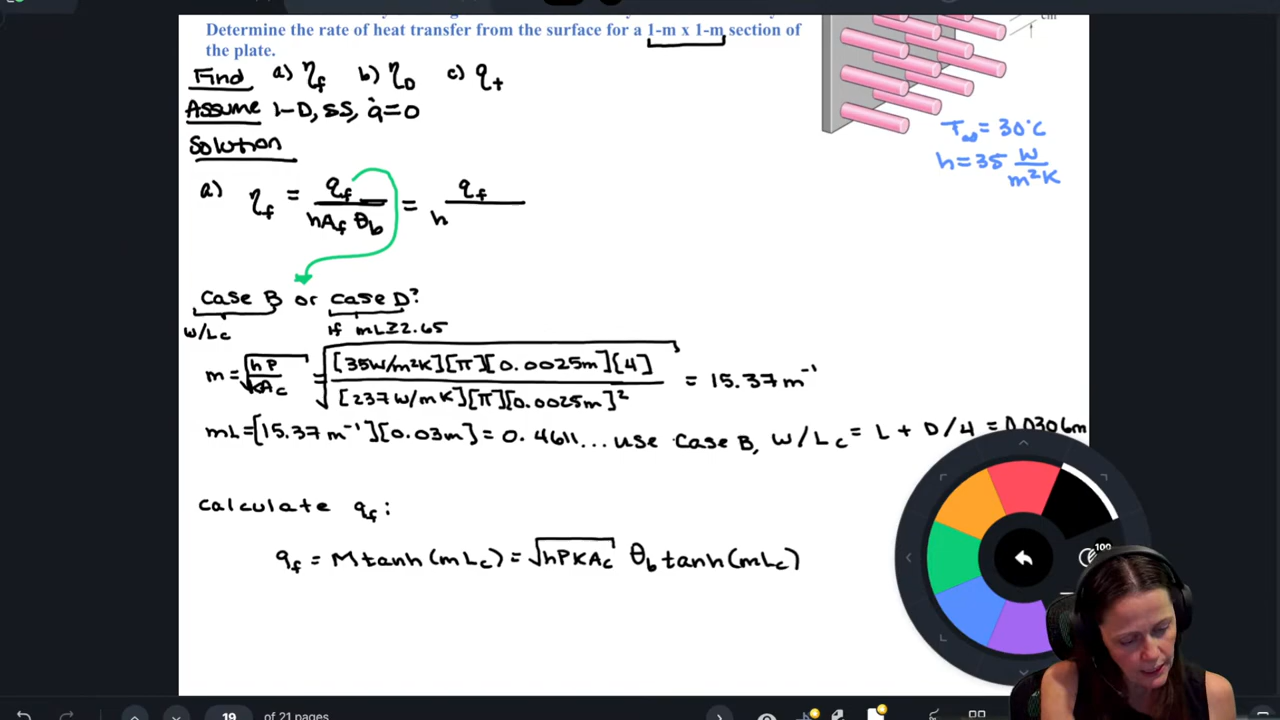 Determine the rate of heat transfer from the surface for a 1-m x 1-m section of
the plate.
cm
Find a) ηf b) ηo c) qt
Assume 1-D, SS, q̇=0
T∞ = 30°C
h = 35 W/m²K
Solution
a) ηf = qf / hAf θb = qf / h
Case B or Case D?
w/Lc If mL≥2.65
m = √(hP/kAc) = √([35W/m²K][π][0.0025m][4] / [237W/mK][π][0.0025m]²) = 15.37m⁻¹
mL=[15.37m⁻¹][0.03m] = 0.4611... use Case B, w/Lc = L + D/4 = 0.0306m
Calculate qf:
qf = M tanh(mLc) = √hPkAc θb tanh(mLc)
100
19 of 21 pages